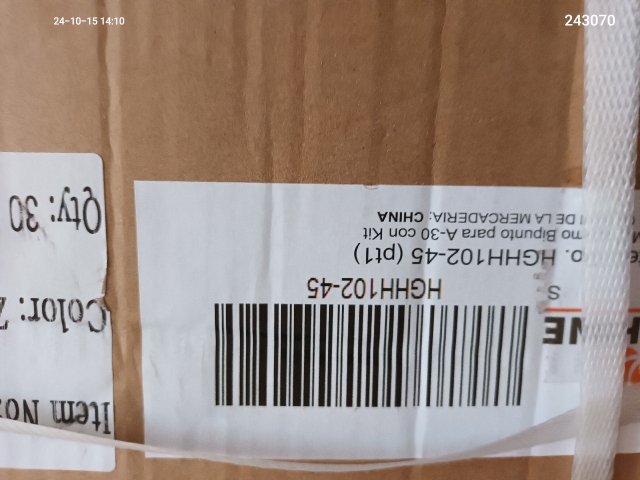 24-10-15 14:10
243070
Item No:
Color:
Qty: 30
HGHH102-45
S
HGHH102-45 (pt1)
Bipunto para A-30 con Kit
DE LA MERCADERIA: CHINA